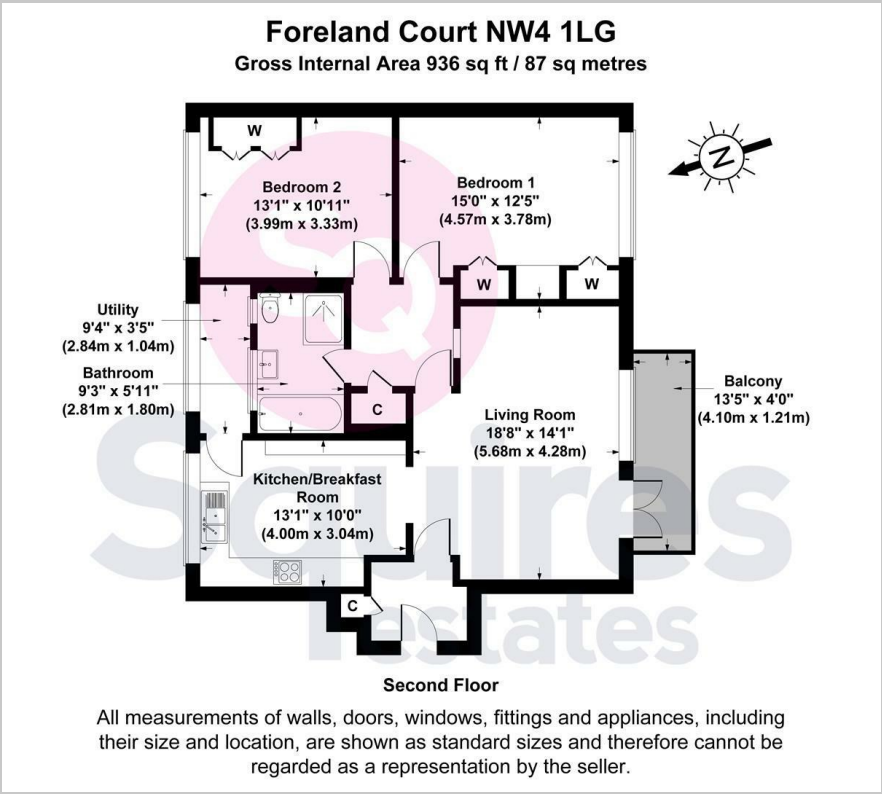 Foreland Court NW4 1LG
Gross Internal Area 936 sq ft / 87 sq metres
W
N
Bedroom 2
13'1" x 10'11"
(3.99m x 3.33m)
Bedroom 1
15'0" x 12'5"
(4.57m x 3.78m)
W
W
SQ
Utility
9'4" x 3'5"
(2.84m x 1.04m)
Bathroom
9'3" x 5'11"
(2.81m x 1.80m)
C
Living Room
18'8" x 14'1"
(5.68m x 4.28m)
Balcony
13'5" x 4'0"
(4.10m x 1.21m)
Kitchen/Breakfast
Room
13'1" x 10'0"
(4.00m x 3.04m)
Squires
estates
C
Second Floor
All measurements of walls, doors, windows, fittings and appliances, including
their size and location, are shown as standard sizes and therefore cannot be
regarded as a representation by the seller.